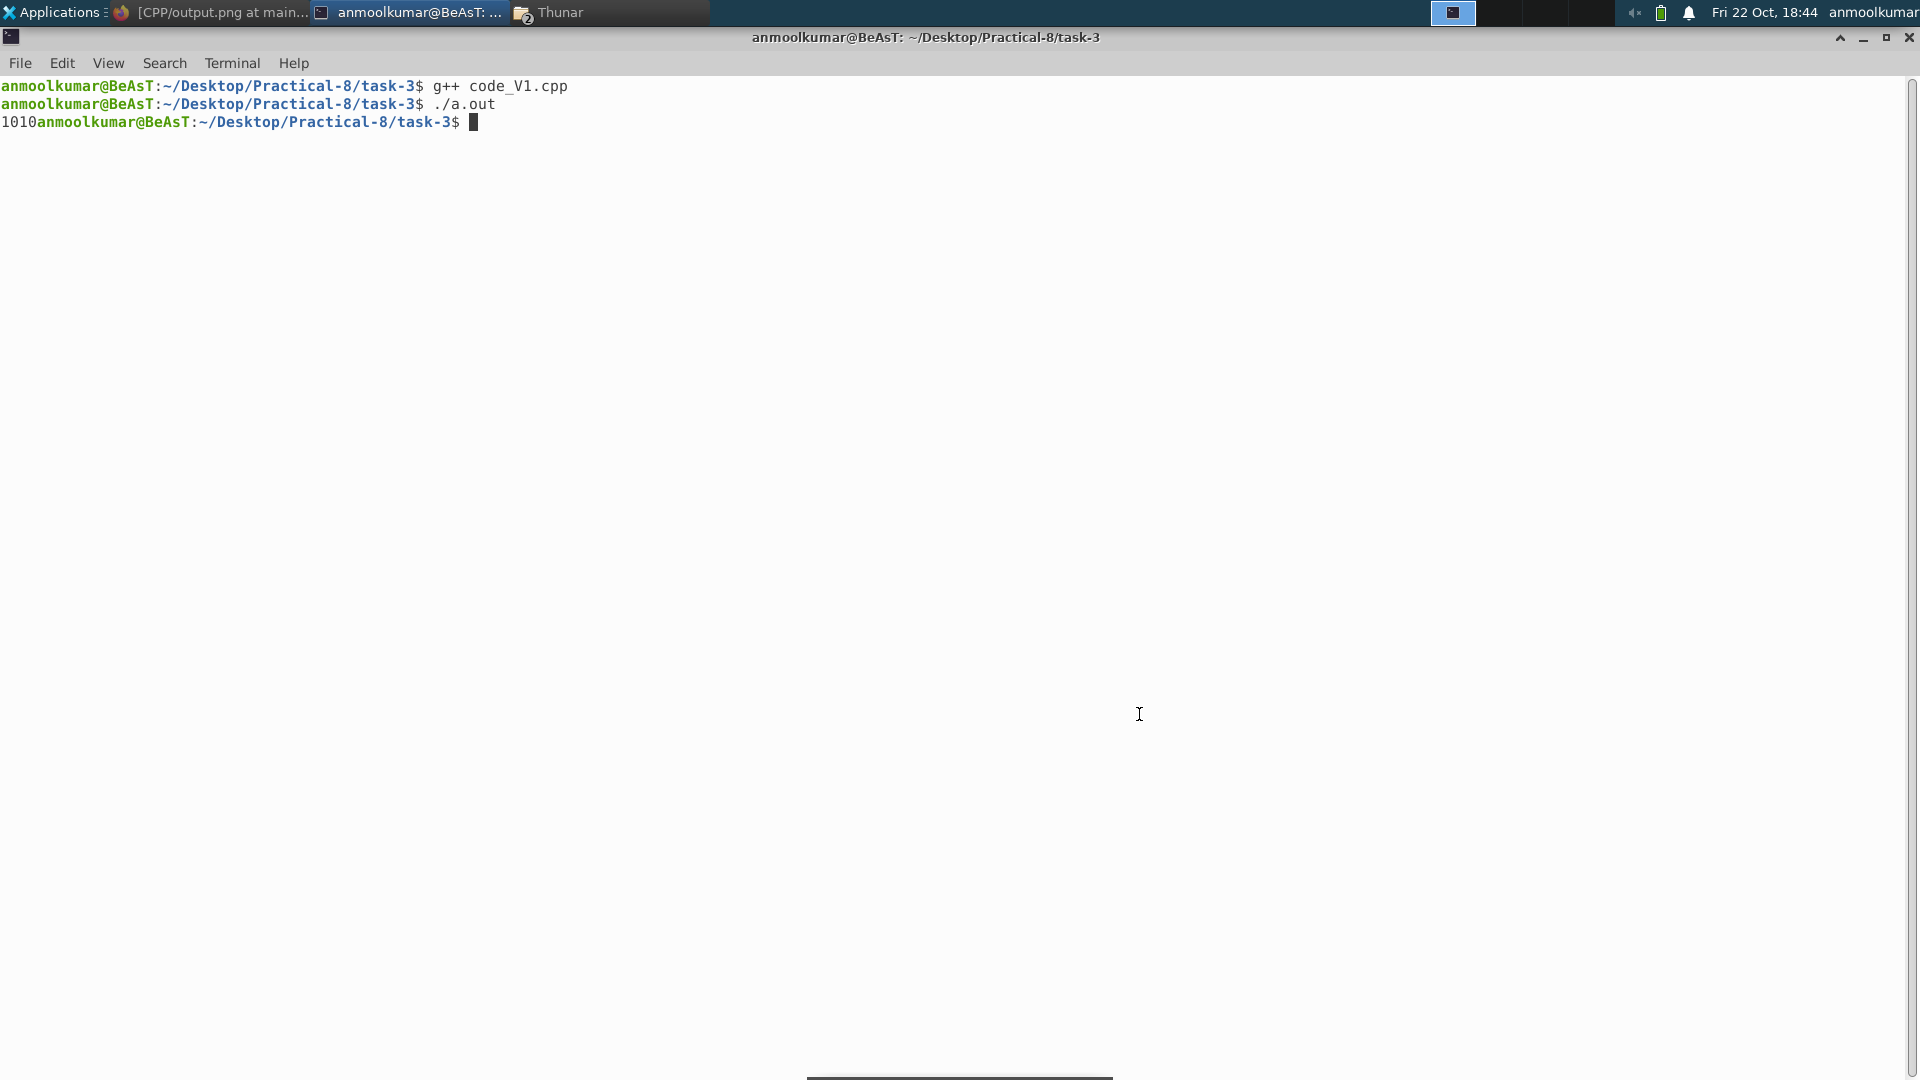 Applications [CPP/output.png at main... anmoolkumar@BeAsT: ... 2 Thunar Fri 22 Oct, 18:44 anmoolkumar
anmoolkumar@BeAsT: ~/Desktop/Practical-8/task-3
File Edit View Search Terminal Help
anmoolkumar@BeAsT:~/Desktop/Practical-8/task-3$ g++ code_V1.cpp
anmoolkumar@BeAsT:~/Desktop/Practical-8/task-3$ ./a.out
1010anmoolkumar@BeAsT:~/Desktop/Practical-8/task-3$